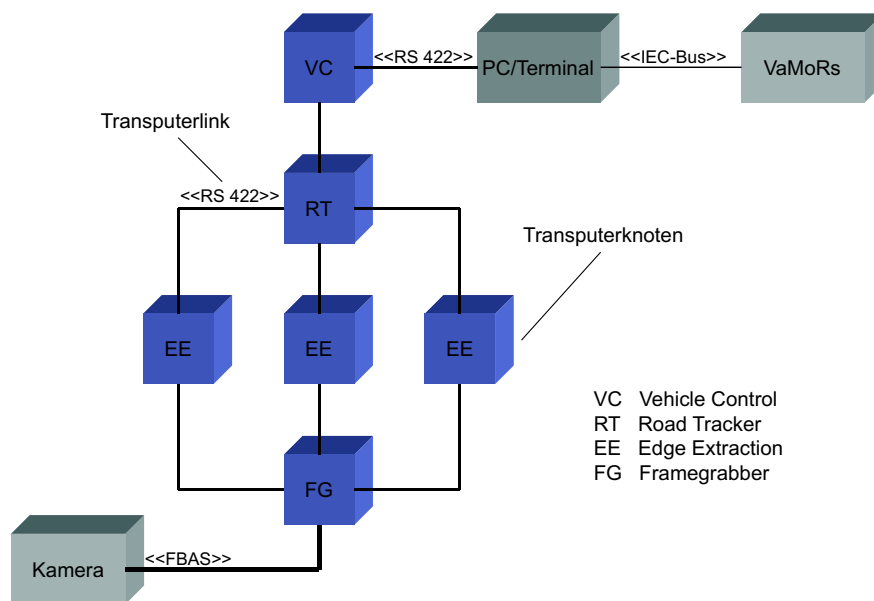 VC
<<RS 422>>
PC/Terminal
<<IEC-Bus>>
VaMoRs
Transputerlink
<<RS 422>>
RT
Transputerknoten
EE
EE
EE
VC Vehicle Control
RT Road Tracker
EE Edge Extraction
FG Framegrabber
FG
Kamera
<<FBAS>>